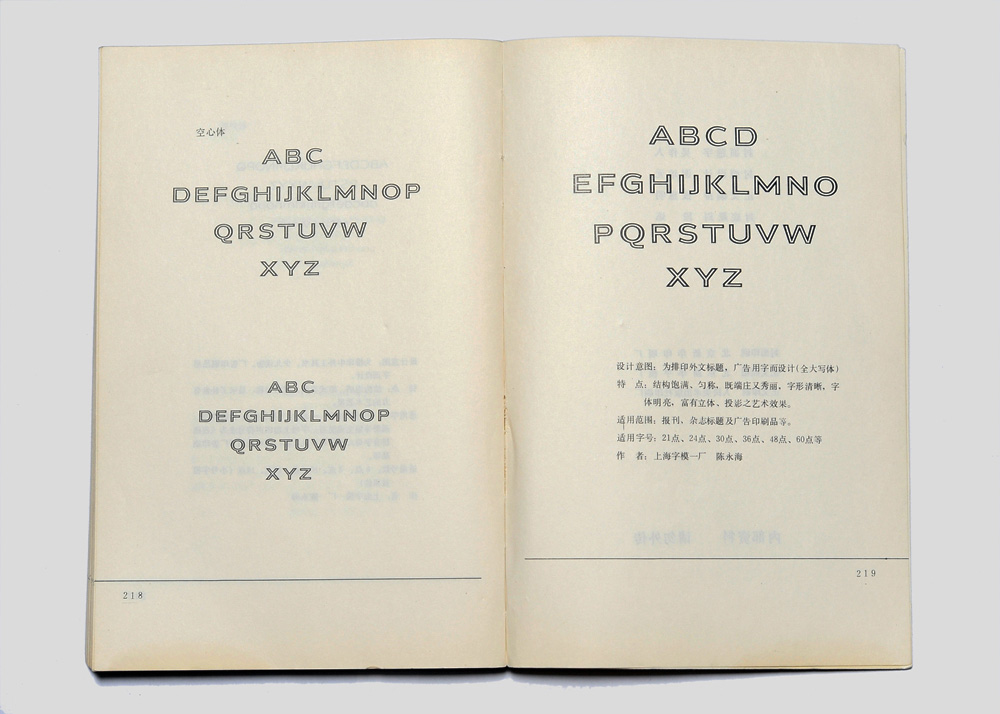 空心体
ABC
DEFGHIJKLMNOP
QRSTUVW
XYZ
ABC
DEFGHIJKLMNOP
QRSTUVW
XYZ
218
ABCD
EFGHIJKLMNO
PQRSTUVW
XYZ
设计意图：为排印外文标题，广告用字而设计(全大写体)
特　点：结构饱满、匀称，既端庄又秀丽，字形清晰，字
体明亮，富有立体、投影之艺术效果。
适用范围：报刊，杂志标题及广告印刷品等。
适用字号：21点、24点、30点、36点、48点、60点等
作　者：上海字模一厂　陈永海
219